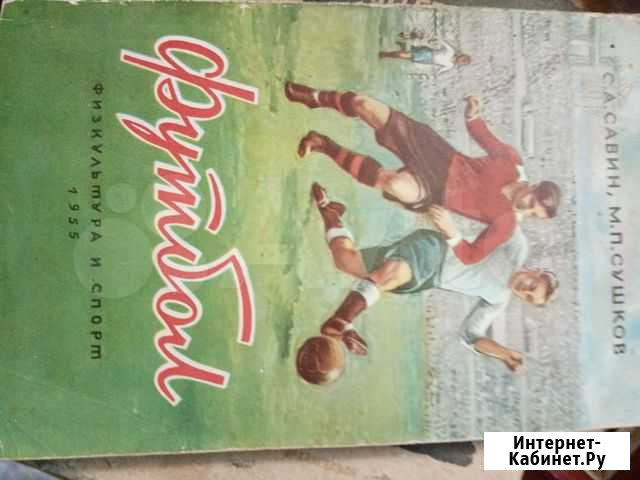 С.А.САВИН, М.П.СУШКОВ
Футбол
ФИЗКУЛЬТУРА И СПОРТ
1955
Интернет-
Кабинет.Ру